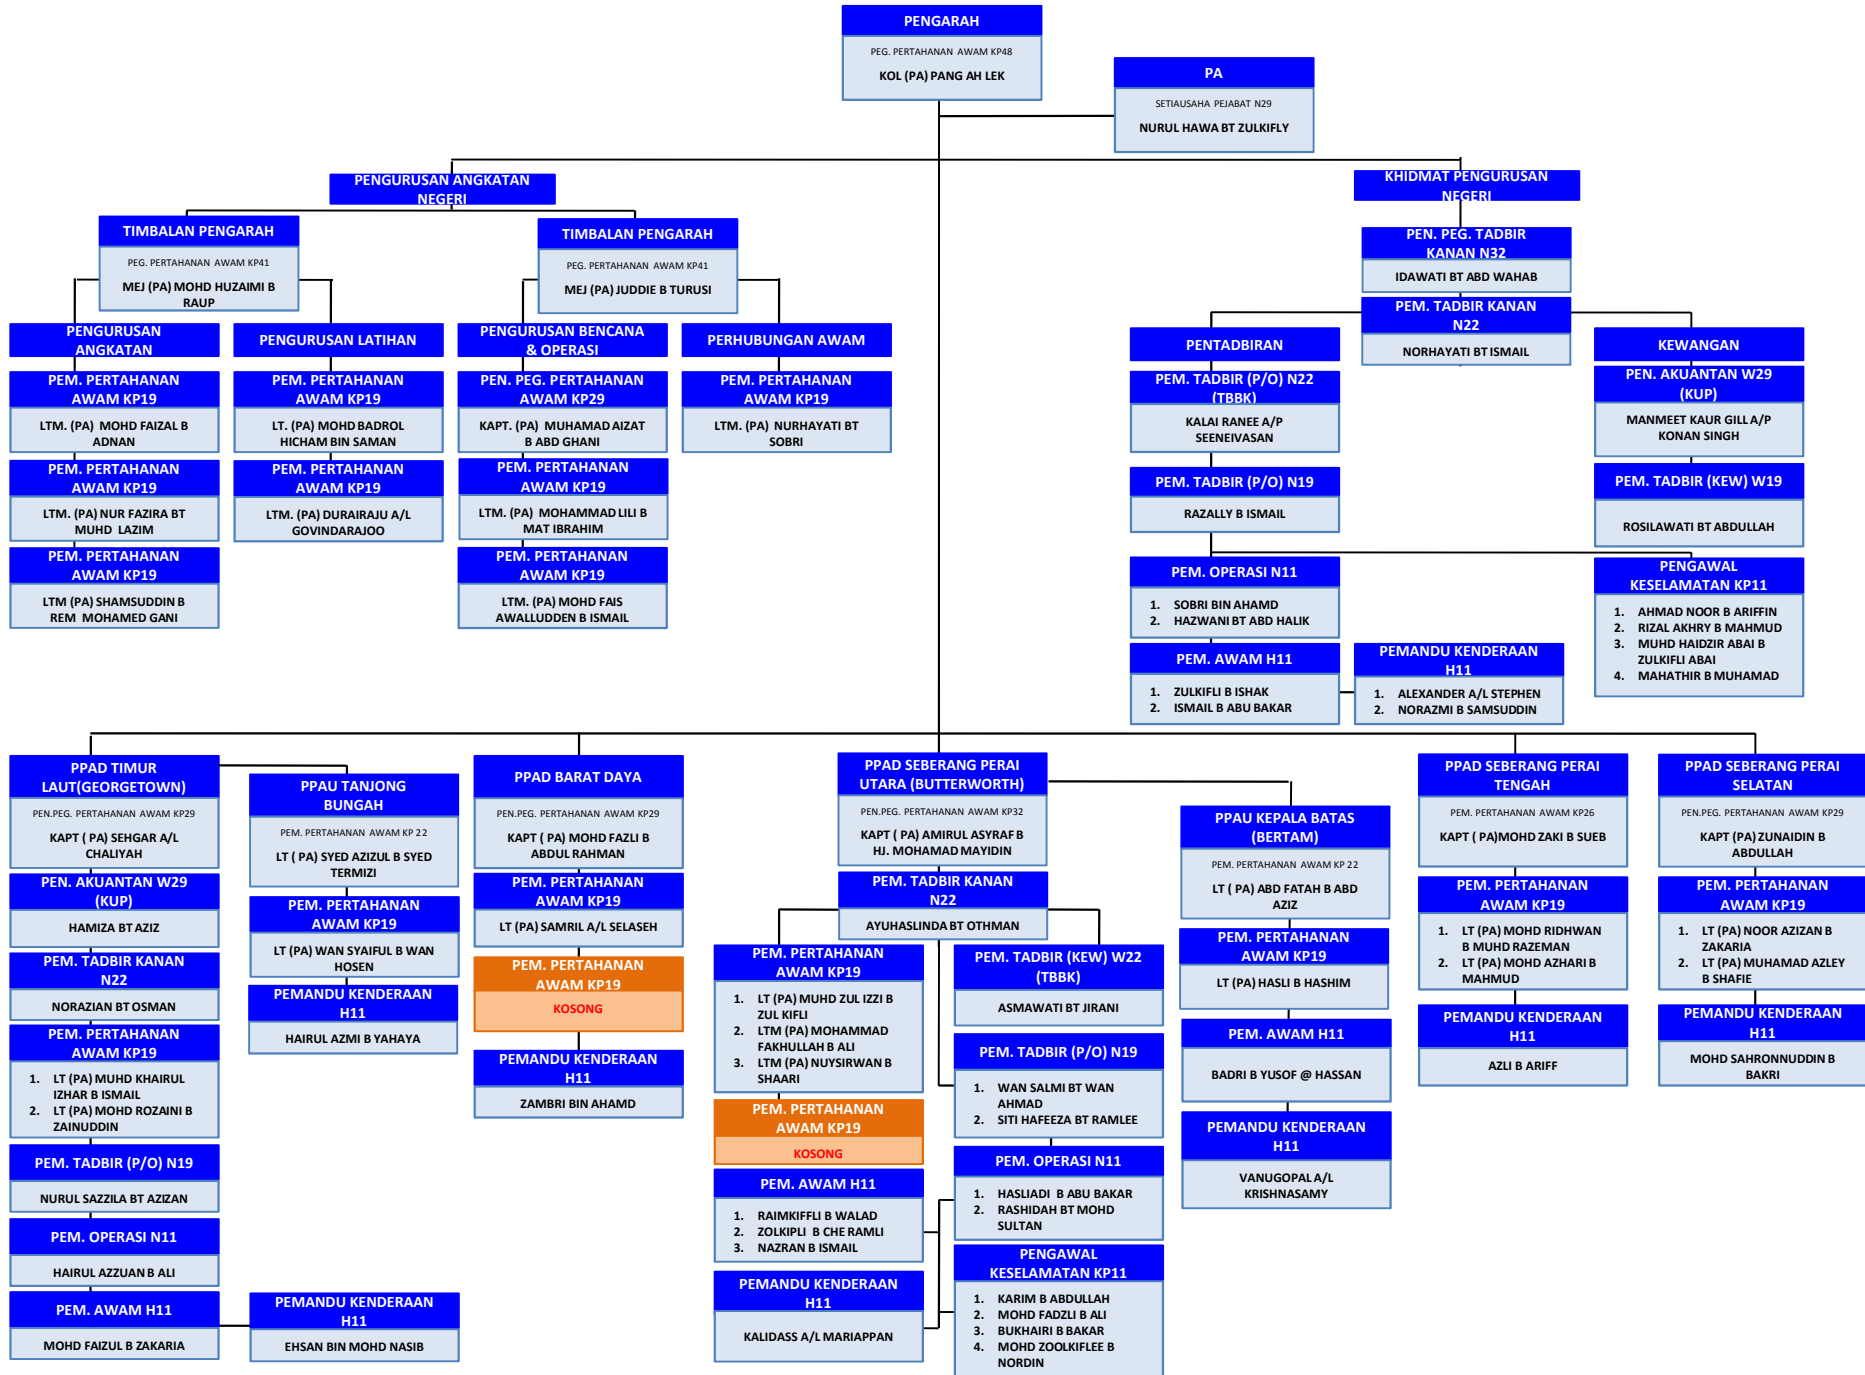 PENGARAH
PEG. PERTAHANAN AWAM KP48
KOL (PA) PANG AH LEK
PA
SETIAUSAHA PEJABAT N29
NURUL HAWA BT ZULKIFLY
PENGURUSAN ANGKATAN
NEGERI
TIMBALAN PENGARAH
PEG. PERTAHANAN AWAM KP41
MEJ (PA) MOHD HUZAIMI B
RAUP
TIMBALAN PENGARAH
PEG. PERTAHANAN AWAM KP41
MEJ (PA) JUDDIE B TURUSI
PENGURUSAN
ANGKATAN
PEM. PERTAHANAN
AWAM KP19
LTM. (PA) MOHD FAIZAL B
ADNAN
PEM. PERTAHANAN
AWAM KP19
LTM. (PA) NUR FAZIRA BT
MUHD LAZIM
PEM. PERTAHANAN
AWAM KP19
LTM (PA) SHAMSUDDIN B
REM MOHAMED GANI
PENGURUSAN LATIHAN
PEM. PERTAHANAN
AWAM KP19
LT. (PA) MOHD BADROL
HICHAM BIN SAMAN
PEM. PERTAHANAN
AWAM KP19
LTM. (PA) DURAIRAJU A/L
GOVINDARAJOO
PENGURUSAN BENCANA
& OPERASI
PEN. PEG. PERTAHANAN
AWAM KP29
KAPT. (PA) MUHAMAD AIZAT
B ABD GHANI
PEM. PERTAHANAN
AWAM KP19
LTM. (PA) MOHAMMAD LILI B
MAT IBRAHIM
PEM. PERTAHANAN
AWAM KP19
LTM. (PA) MOHD FAIS
AWALLUDDEN B ISMAIL
PERHUBUNGAN AWAM
PEM. PERTAHANAN
AWAM KP19
LTM. (PA) NURHAYATI BT
SOBRI
KHIDMAT PENGURUSAN
NEGERI
PEN. PEG. TADBIR
KANAN N32
IDAWATI BT ABD WAHAB
PEM. TADBIR KANAN
N22
NORHAYATI BT ISMAIL
PENTADBIRAN
PEM. TADBIR (P/O) N22
(TBBK)
KALAI RANEE A/P
SEENEIVASAN
PEM. TADBIR (P/O) N19
RAZALLY B ISMAIL
KEWANGAN
PEN. AKUANTAN W29
(KUP)
MANMEET KAUR GILL A/P
KONAN SINGH
PEM. TADBIR (KEW) W19
ROSILAWATI BT ABDULLAH
PEM. OPERASI N11
1. SOBRI BIN AHAMD
2. HAZWANI BT ABD HALIK
PEM. AWAM H11
1. ZULKIFLI B ISHAK
2. ISMAIL B ABU BAKAR
PEMANDU KENDERAAN
H11
1. ALEXANDER A/L STEPHEN
2. NORAZMI B SAMSUDDIN
PENGAWAL
KESELAMATAN KP11
1. AHMAD NOOR B ARIFFIN
2. RIZAL AKHRY B MAHMUD
3. MUHD HAIDZIR ABAI B
ZULKIFLI ABAI
4. MAHATHIR B MUHAMAD
PPAD TIMUR
LAUT(GEORGETOWN)
PEN.PEG. PERTAHANAN AWAM KP29
KAPT ( PA) SEHGAR A/L
CHALIYAH
PEN. AKUANTAN W29
(KUP)
HAMIZA BT AZIZ
PEM. TADBIR KANAN
N22
NORAZIAN BT OSMAN
PEM. PERTAHANAN
AWAM KP19
1. LT (PA) MUHD KHAIRUL
IZHAR B ISMAIL
2. LT (PA) MOHD ROZAINI B
ZAINUDDIN
PEM. TADBIR (P/O) N19
NURUL SAZZILA BT AZIZAN
PEM. OPERASI N11
HAIRUL AZZUAN B ALI
PEM. AWAM H11
MOHD FAIZUL B ZAKARIA
PEMANDU KENDERAAN
H11
EHSAN BIN MOHD NASIB
PPAU TANJONG
BUNGAH
PEM. PERTAHANAN AWAM KP 22
LT ( PA) SYED AZIZUL B SYED
TERMIZI
PEM. PERTAHANAN
AWAM KP19
LT (PA) WAN SYAIFUL B WAN
HOSEN
PEMANDU KENDERAAN
H11
HAIRUL AZMI B YAHAYA
PPAD BARAT DAYA
PEN.PEG. PERTAHANAN AWAM KP29
KAPT ( PA) MOHD FAZLI B
ABDUL RAHMAN
PEM. PERTAHANAN
AWAM KP19
LT (PA) SAMRIL A/L SELASEH
PEM. PERTAHANAN
AWAM KP19
KOSONG
PEMANDU KENDERAAN
H11
ZAMBRI BIN AHAMD
PPAD SEBERANG PERAI
UTARA (BUTTERWORTH)
PEN.PEG. PERTAHANAN AWAM KP32
KAPT ( PA) AMIRUL ASYRAF B
HJ. MOHAMAD MAYIDIN
PEM. TADBIR KANAN
N22
AYUHASLINDA BT OTHMAN
PEM. PERTAHANAN
AWAM KP19
1. LT (PA) MUHD ZUL IZZI B
ZUL KIFLI
2. LTM (PA) MOHAMMAD
FAKHULLAH B ALI
3. LTM (PA) NUYSIRWAN B
SHAARI
PEM. PERTAHANAN
AWAM KP19
KOSONG
PEM. AWAM H11
1. RAIMKIFFLI B WALAD
2. ZOLKIPLI B CHE RAMLI
3. NAZRAN B ISMAIL
PEMANDU KENDERAAN
H11
KALIDASS A/L MARIAPPAN
PEM. TADBIR (KEW) W22
(TBBK)
ASMAWATI BT JIRANI
PEM. TADBIR (P/O) N19
1. WAN SALMI BT WAN
AHMAD
2. SITI HAFEEZA BT RAMLEE
PEM. OPERASI N11
1. HASLIADI B ABU BAKAR
2. RASHIDAH BT MOHD
SULTAN
PENGAWAL
KESELAMATAN KP11
1. KARIM B ABDULLAH
2. MOHD FADZLI B ALI
3. BUKHAIRI B BAKAR
4. MOHD ZOOLKIFLEE B
NORDIN
PPAU KEPALA BATAS
(BERTAM)
PEM. PERTAHANAN AWAM KP 22
LT ( PA) ABD FATAH B ABD
AZIZ
PEM. PERTAHANAN
AWAM KP19
LT (PA) HASLI B HASHIM
PEM. AWAM H11
BADRI B YUSOF @ HASSAN
PEMANDU KENDERAAN
H11
VANUGOPAL A/L
KRISHNASAMY
PPAD SEBERANG PERAI
TENGAH
PEM. PERTAHANAN AWAM KP26
KAPT ( PA)MOHD ZAKI B SUEB
PEM. PERTAHANAN
AWAM KP19
1. LT (PA) MOHD RIDHWAN
B MUHD RAZEMAN
2. LT (PA) MOHD AZHARI B
MAHMUD
PEMANDU KENDERAAN
H11
AZLI B ARIFF
PPAD SEBERANG PERAI
SELATAN
PEN.PEG. PERTAHANAN AWAM KP29
KAPT (PA) ZUNAIDIN B
ABDULLAH
PEM. PERTAHANAN
AWAM KP19
1. LT (PA) NOOR AZIZAN B
ZAKARIA
2. LT (PA) MUHAMAD AZLEY
B SHAFIE
PEMANDU KENDERAAN
H11
MOHD SAHRONNUDDIN B
BAKRI